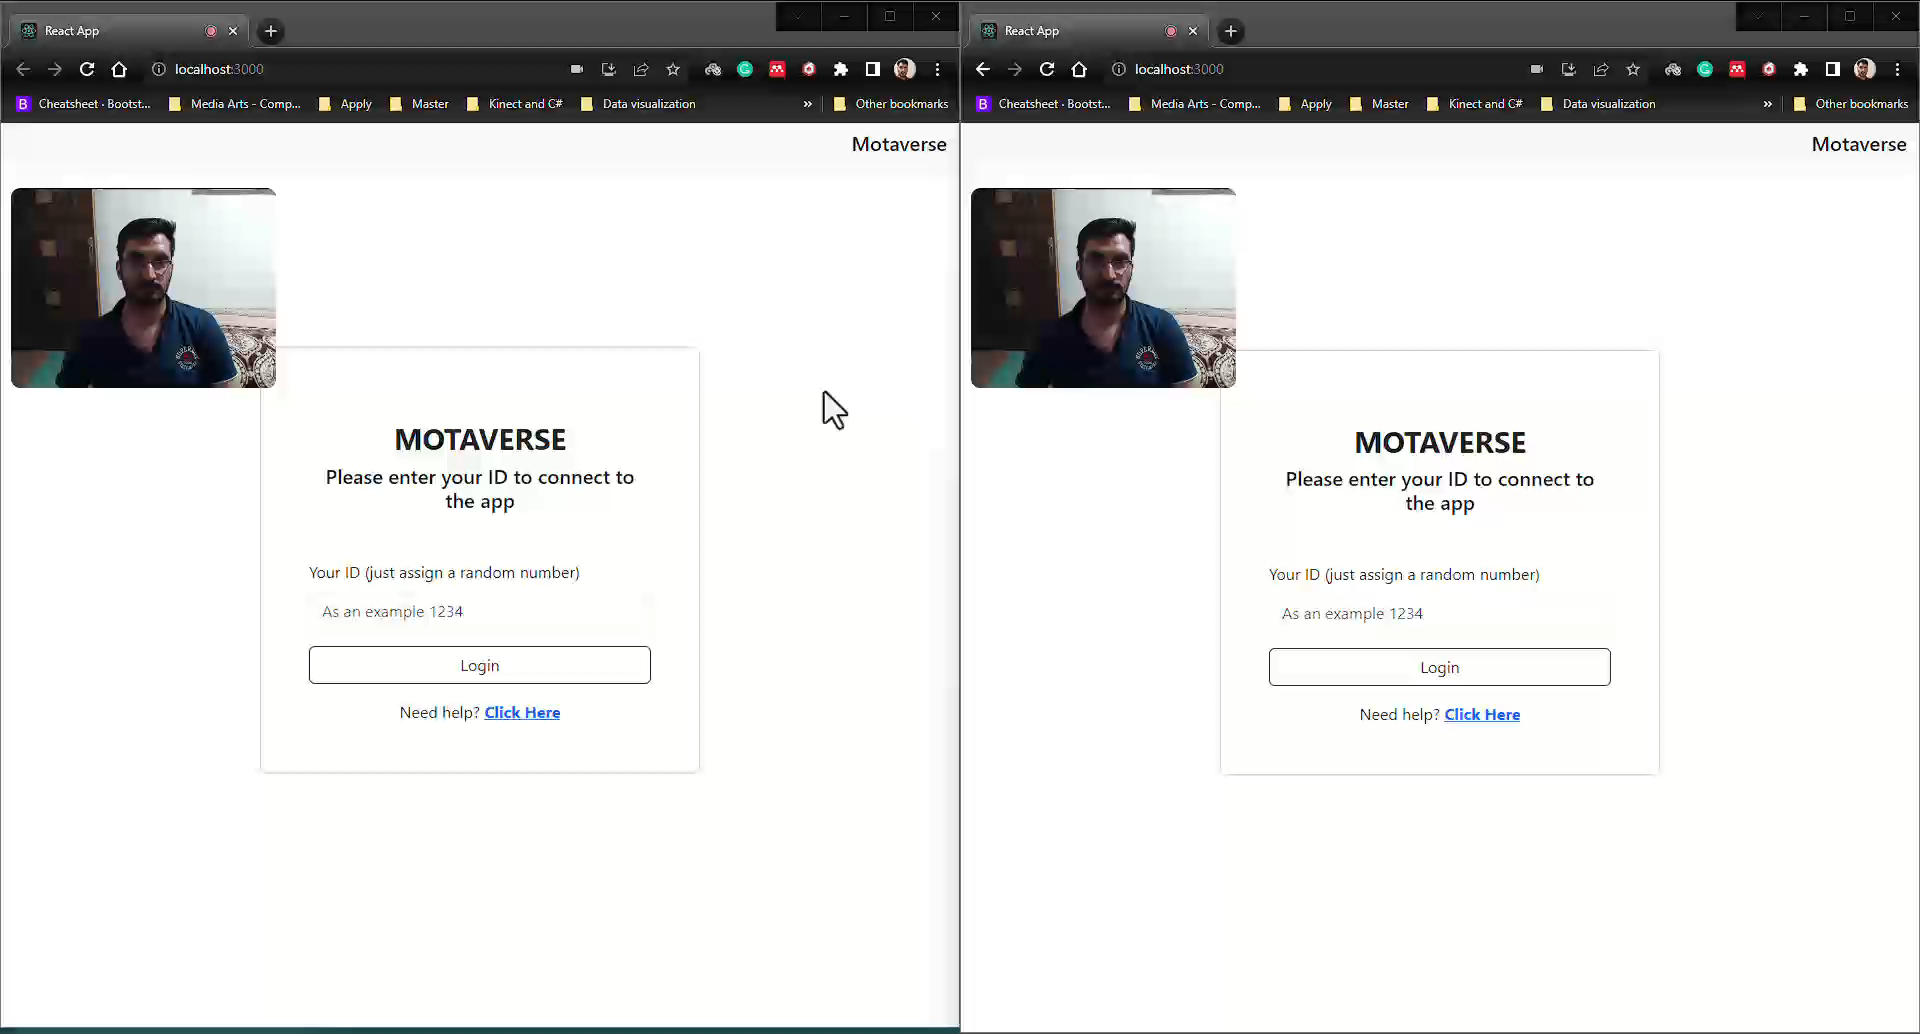 React App
localhost:3000
Cheatsheet · Bootst...
Media Arts - Comp...
Apply
Master
Kinect and C#
Data visualization
»
Other bookmarks
Motaverse
MOTAVERSE
Please enter your ID to connect to
the app
Your ID (just assign a random number)
As an example 1234
Login
Need help? Click Here
React App
localhost:3000
Cheatsheet · Bootst...
Media Arts - Comp...
Apply
Master
Kinect and C#
Data visualization
»
Other bookmarks
Motaverse
MOTAVERSE
Please enter your ID to connect to
the app
Your ID (just assign a random number)
As an example 1234
Login
Need help? Click Here